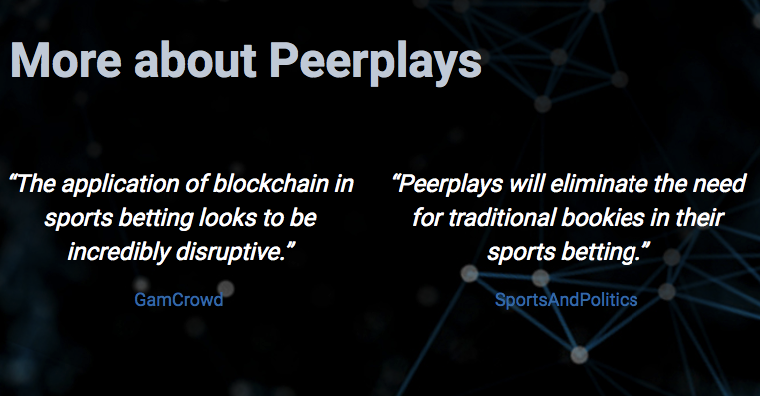 More about Peerplays
“The application of blockchain in
sports betting looks to be
incredibly disruptive.”
GamCrowd
“Peerplays will eliminate the need
for traditional bookies in their
sports betting.”
SportsAndPolitics